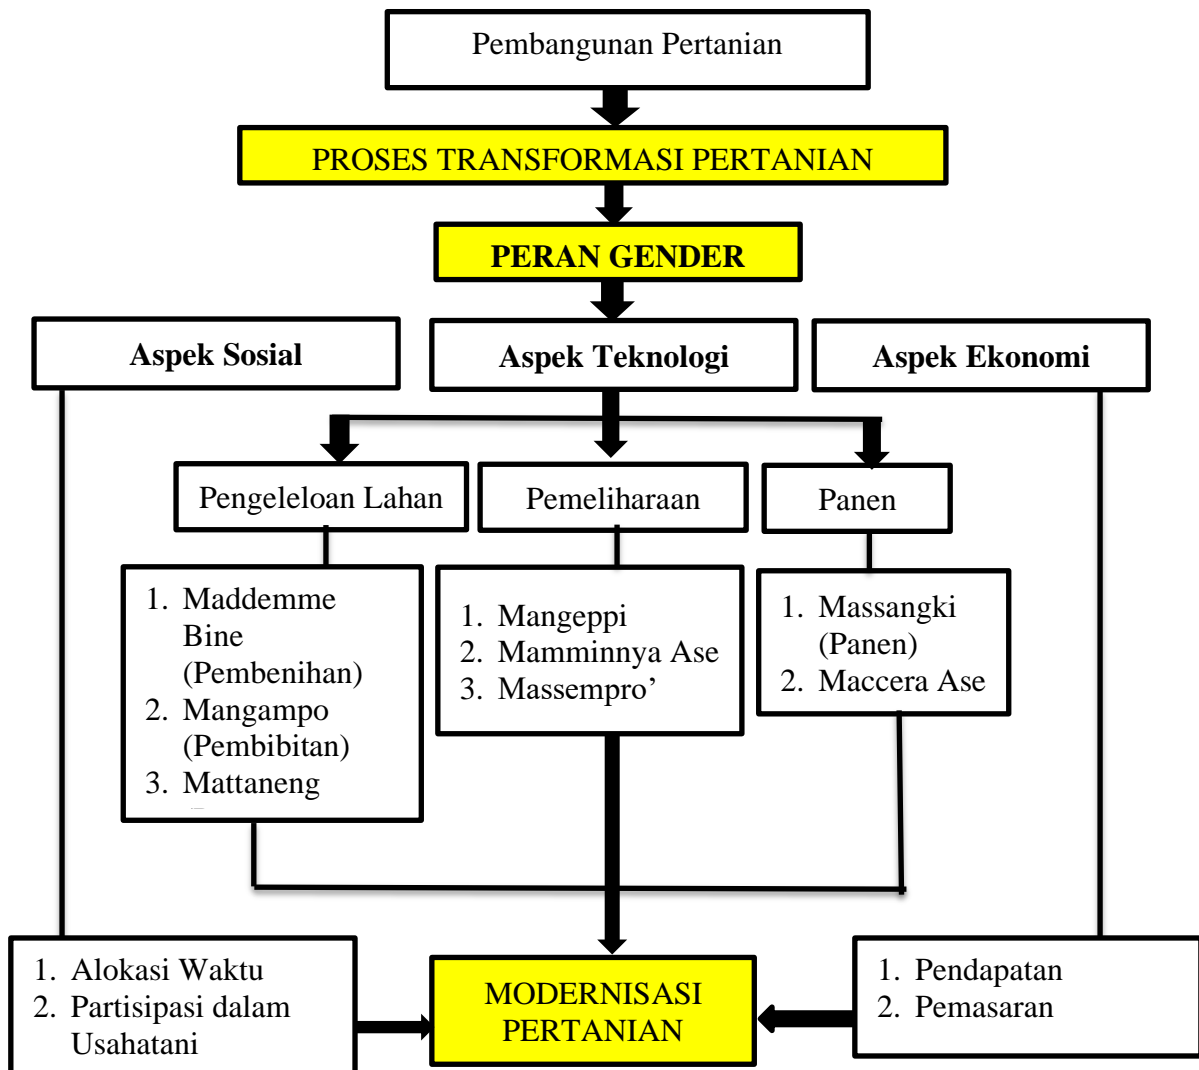 Pembangunan Pertanian
PROSES TRANSFORMASI PERTANIAN
PERAN GENDER
Aspek Sosial
Aspek Teknologi
Aspek Ekonomi
Pengeleloan Lahan
Pemeliharaan
Panen
1. Maddemme
Bine
(Pembenihan)
2. Mangampo
(Pembibitan)
3. Mattaneng
1. Mangeppi
2. Mamminnya Ase
3. Massempro’
1. Massangki
(Panen)
2. Maccera Ase
1. Alokasi Waktu
2. Partisipasi dalam
Usahatani
MODERNISASI
PERTANIAN
1. Pendapatan
2. Pemasaran